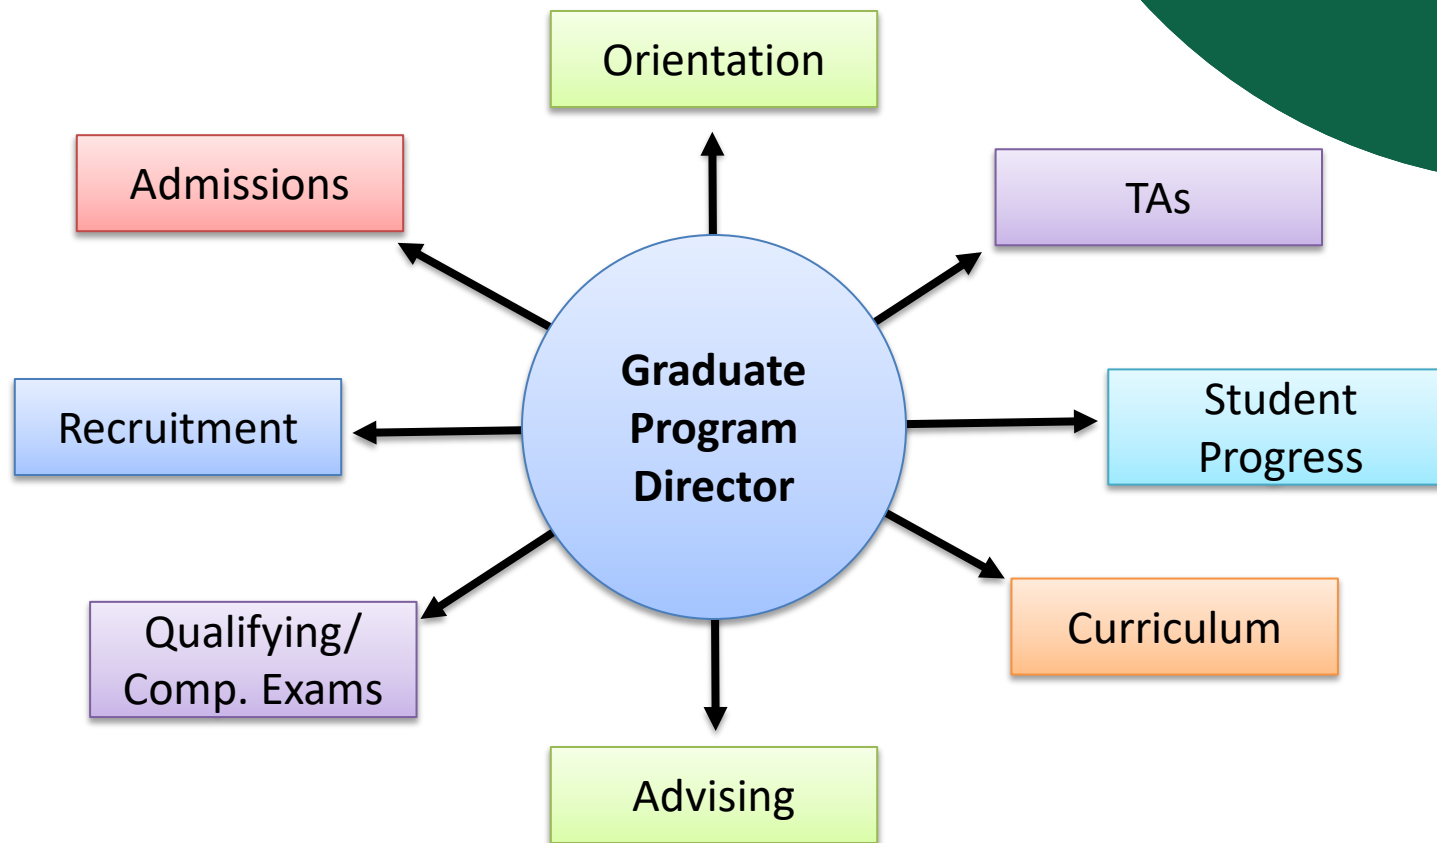 Orientation
Admissions
TAs
Graduate
Program
Director
Recruitment
Student
Progress
Qualifying/
Comp. Exams
Curriculum
Advising